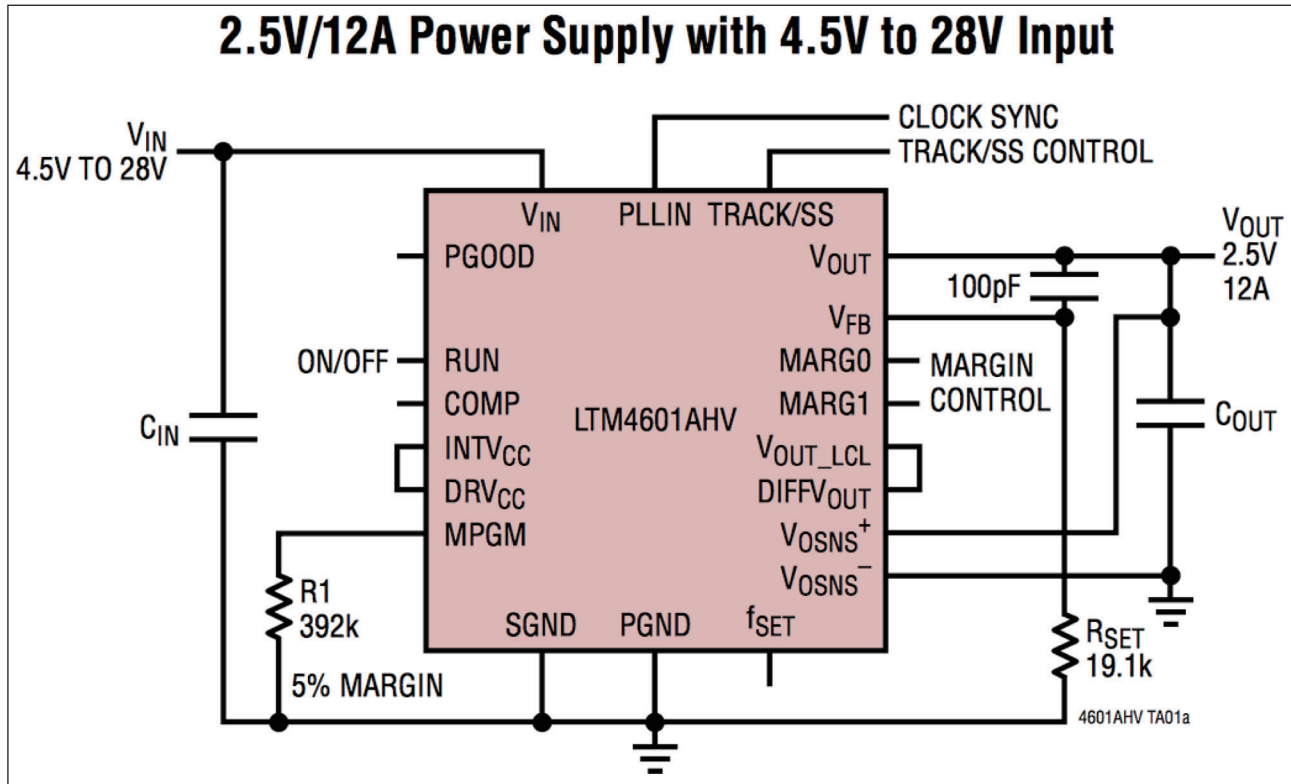 2.5V/12A Power Supply with 4.5V to 28V Input
CLOCK SYNC
TRACK/SS CONTROL
VIN
4.5V TO 28V
VIN
PLLIN
TRACK/SS
PGOOD
VOUT
VOUT
2.5V
12A
100pF
VFB
ON/OFF
RUN
MARG0
MARGIN
CONTROL
COMP
MARG1
LTM4601AHV
CIN
COUT
INTVCC
VOUT_LCL
DRVCC
DIFFVOUT
MPGM
VOSNS+
VOSNS−
R1
392k
SGND
PGND
fSET
RSET
19.1k
5% MARGIN
4601AHV TA01a